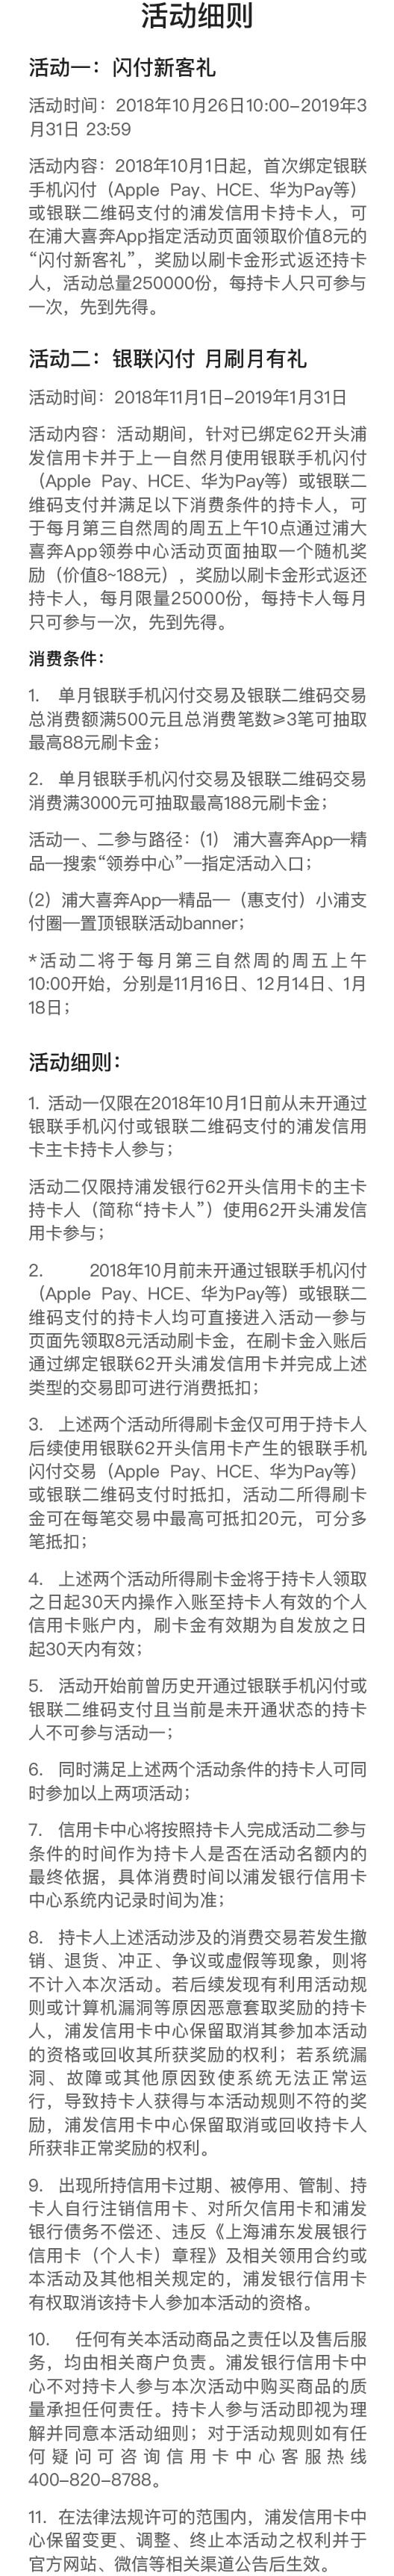 活动细则
活动一：闪付新客礼
活动时间：2018年10月26日10:00-2019年3
月31日 23:59
活动内容：2018年10月1日起，首次绑定银联
手机闪付（Apple Pay、HCE、华为Pay等）
或银联二维码支付的浦发信用卡持卡人，可
在浦大喜奔App指定活动页面领取价值8元的
“闪付新客礼”，奖励以刷卡金形式返还持卡
人，活动总量250000份，每持卡人只可参与
一次，先到先得。
活动二：银联闪付 月刷月有礼
活动时间：2018年11月1日-2019年1月31日
活动内容：活动期间，针对已绑定62开头浦
发信用卡并于上一自然月使用银联手机闪付
（Apple Pay、HCE、华为Pay等）或银联二
维码支付并满足以下消费条件的持卡人，可
于每月第三自然周的周五上午10点通过浦大
喜奔App领券中心活动页面抽取一个随机奖
励（价值8~188元），奖励以刷卡金形式返还
持卡人，每月限量25000份，每持卡人每月
只可参与一次，先到先得。
消费条件：
1. 单月银联手机闪付交易及银联二维码交易
总消费额满500元且总消费笔数≥3笔可抽取
最高88元刷卡金；
2. 单月银联手机闪付交易及银联二维码交易
消费满3000元可抽取最高188元刷卡金；
活动一、二参与路径：（1） 浦大喜奔App—精
品—搜索“领券中心”—指定活动入口；
（2）浦大喜奔App—精品—（惠支付）小浦支
付圈—置顶银联活动banner；
*活动二将于每月第三自然周的周五上午
10:00开始，分别是11月16日、12月14日、1月
18日；
活动细则：
1. 活动一仅限在2018年10月1日前从未开通过
银联手机闪付或银联二维码支付的浦发信用
卡主卡持卡人参与；
活动二仅限持浦发银行62开头信用卡的主卡
持卡人（简称“持卡人”）使用62开头浦发信
用卡参与；
2. 2018年10月前未开通过银联手机闪付
（Apple Pay、HCE、华为Pay等）或银联二
维码支付的持卡人均可直接进入活动一参与
页面先领取8元活动刷卡金，在刷卡金入账后
通过绑定银联62开头浦发信用卡并完成上述
类型的交易即可进行消费抵扣；
3. 上述两个活动所得刷卡金仅可用于持卡人
后续使用银联62开头信用卡产生的银联手机
闪付交易（Apple Pay、HCE、华为Pay等）
或银联二维码支付时抵扣，活动二所得刷卡
金可在每笔交易中最高可抵扣20元，可分多
笔抵扣；
4. 上述两个活动所得刷卡金将于持卡人领取
之日起30天内操作入账至持卡人有效的个人
信用卡账户内，刷卡金有效期为自发放之日
起30天内有效；
5. 活动开始前曾历史开通过银联手机闪付或
银联二维码支付且当前是未开通状态的持卡
人不可参与活动一；
6. 同时满足上述两个活动条件的持卡人可同
时参加以上两项活动；
7. 信用卡中心将按照持卡人完成活动二参与
条件的时间作为持卡人是否在活动名额内的
最终依据，具体消费时间以浦发银行信用卡
中心系统内记录时间为准；
8. 持卡人上述活动涉及的消费交易若发生撤
销、退货、冲正、争议或虚假等现象，则将
不计入本次活动。若后续发现有利用活动规
则或计算机漏洞等原因恶意套取奖励的持卡
人，浦发信用卡中心保留取消其参加本活动
的资格或回收其所获奖励的权利；若系统漏
洞、故障或其他原因致使系统无法正常运
行，导致持卡人获得与本活动规则不符的奖
励，浦发信用卡中心保留取消或回收持卡人
所获非正常奖励的权利。
9. 出现所持信用卡过期、被停用、管制、持
卡人自行注销信用卡、对所欠信用卡和浦发
银行债务不偿还、违反《上海浦东发展银行
信用卡（个人卡）章程》及相关领用合约或
本活动及其他相关规定的，浦发银行信用卡
有权取消该持卡人参加本活动的资格。
10. 任何有关本活动商品之责任以及售后服
务，均由相关商户负责。浦发银行信用卡中
心不对持卡人参与本次活动中购买商品的质
量承担任何责任。持卡人参与活动即视为理
解并同意本活动细则；对于活动规则如有任
何疑问可咨询信用卡中心客服热线
400-820-8788。
11. 在法律法规许可的范围内，浦发信用卡中
心保留变更、调整、终止本活动之权利并于
官方网站、微信等相关渠道公告后生效。